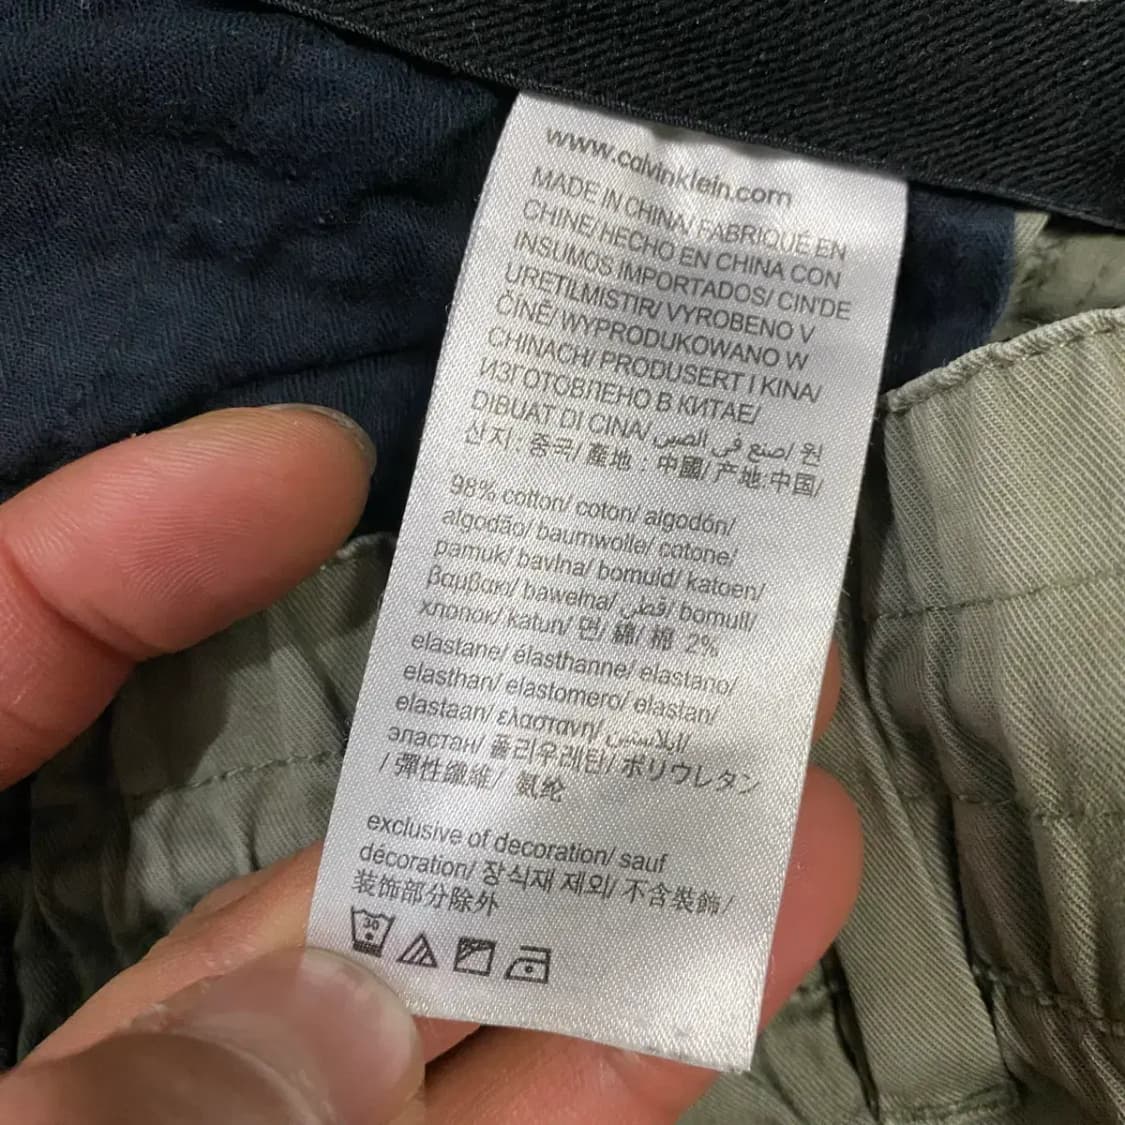 www.calvinklein.com
MADE IN CHINA/ FABRIQUÉ EN
CHINE/ HECHO EN CHINA CON
INSUMOS IMPORTADOS/ CIN'DE
URETILMISTIR/ VYROBENO V
ČÍNĚ/ WYPRODUKOWANO W
CHINACH/ PRODUSERT I KINA/
ИЗГОТОВЛЕНО В КИТАЕ/
DIBUAT DI CINA/ صنع في الصين/ 원
산지 : 중국/ 產地 : 中國/ 产地:中国/
98% cotton/ coton/ algodón/
algodão/ baumwolle/ cotone/
pamuk/ bavlna/ bomuld/ katoen/
βαμβακι/ bawełna/ قطن/ bomull/
хлопок/ katun/ 면/ 綿/ 棉 2%
elastane/ élasthanne/ elastano/
elasthan/ elastomero/ elastan/
elastaan/ ελαστανη/ إيلاستين/
эластан/ 폴리우레탄/ ポリウレタン
/ 彈性纖維/ 氨纶
exclusive of decoration/ sauf
décoration/ 장식재 제외/ 不含裝飾/
装饰部分除外
30